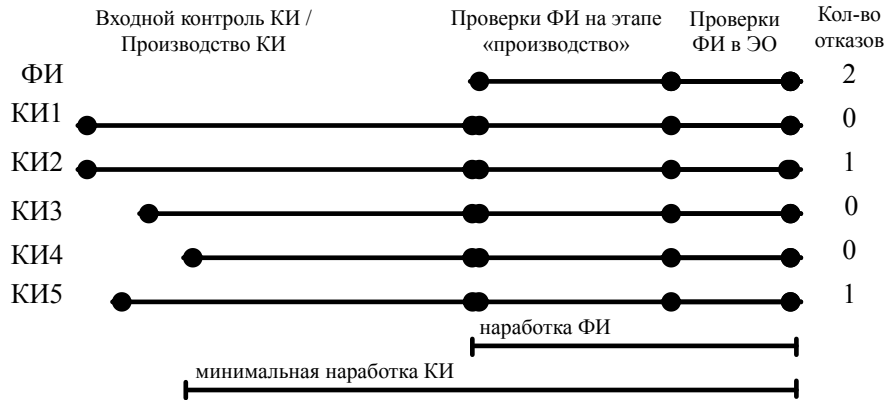 Входной контроль КИ /
Производство КИ
Проверки ФИ на этапе
«производство»
Проверки
ФИ в ЭО
Кол-во
отказов
ФИ 2
КИ1 0
КИ2 1
КИ3 0
КИ4 0
КИ5 1
наработка ФИ
минимальная наработка КИ